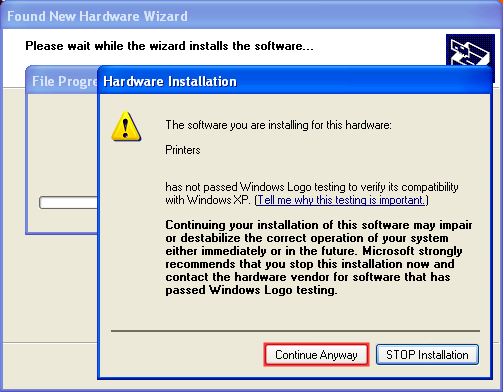 Found New Hardware Wizard
Please wait while the wizard installs the software...
File Progre
Hardware Installation
The software you are installing for this hardware:
Printers
has not passed Windows Logo testing to verify its compatibility
with Windows XP. (Tell me why this testing is important.)
Continuing your installation of this software may impair
or destabilize the correct operation of your system
either immediately or in the future. Microsoft strongly
recommends that you stop this installation now and
contact the hardware vendor for software that has
passed Windows Logo testing.
Continue Anyway
STOP Installation